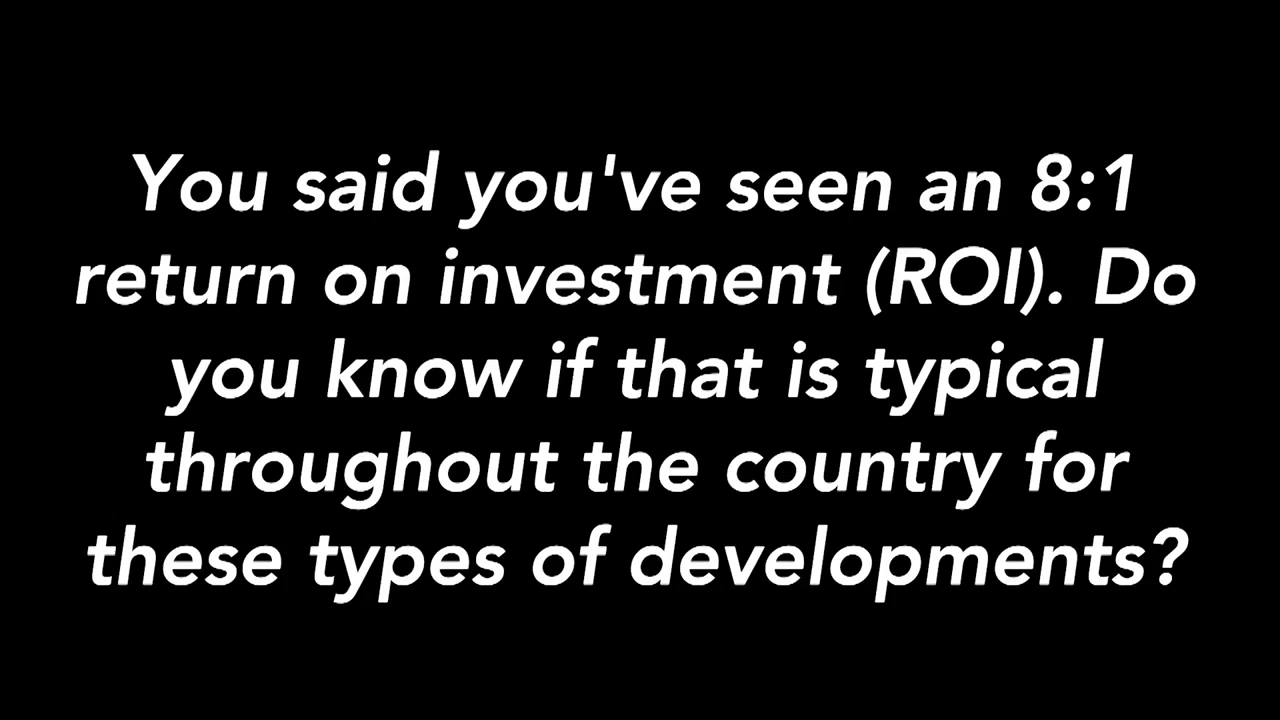 You said you've seen an 8:1
return on investment (ROI). Do
you know if that is typical
throughout the country for
these types of developments?